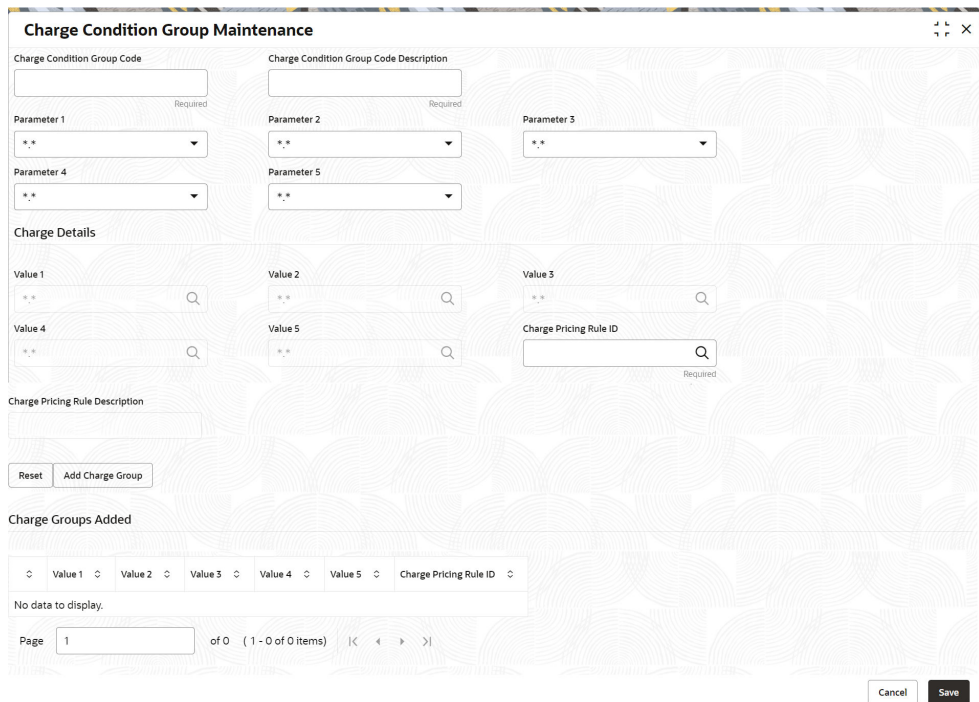 Charge Condition Group Maintenance
Charge Condition Group Code Charge Condition Group Code Description
Required Required
Parameter 1 Parameter 2 Parameter 3
*.* *.* *.*
Parameter 4 Parameter 5
*.* *.*
Charge Details
Value 1 Value 2 Value 3
*.* *.* *.*
Value 4 Value 5 Charge Pricing Rule ID
*.* *.*
Required
Charge Pricing Rule Description
Reset Add Charge Group
Charge Groups Added
Value 1 Value 2 Value 3 Value 4 Value 5 Charge Pricing Rule ID
No data to display.
Page 1 of 0 (1 - 0 of 0 items)
Cancel Save